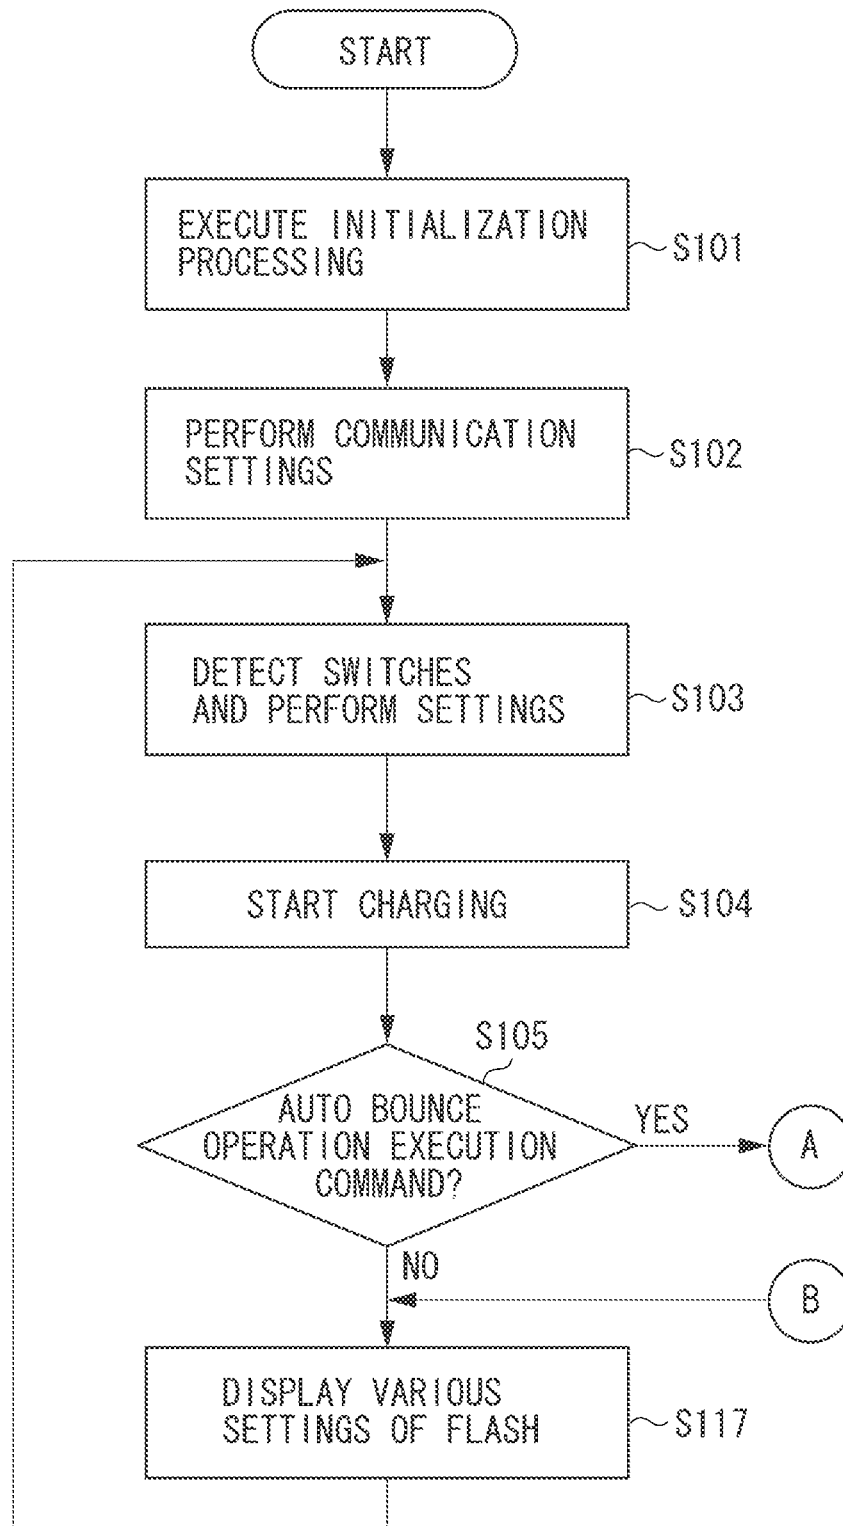 START
EXECUTE INITIALIZATION
PROCESSING
S101
PERFORM COMMUNICATION
SETTINGS
S102
DETECT SWITCHES
AND PERFORM SETTINGS
S103
START CHARGING
S104
S105
AUTO BOUNCE
OPERATION EXECUTION
COMMAND?
YES
A
NO
B
DISPLAY VARIOUS
SETTINGS OF FLASH
S117